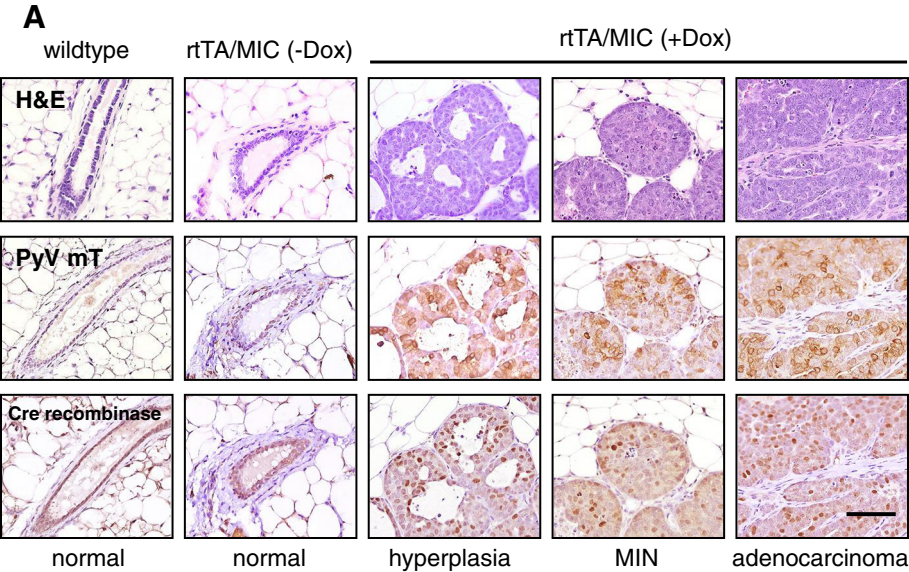 A
wildtype
rtTA/MIC (-Dox)
rtTA/MIC (+Dox)
H&E
PyV mT
Cre recombinase
normal
normal
hyperplasia
MIN
adenocarcinoma